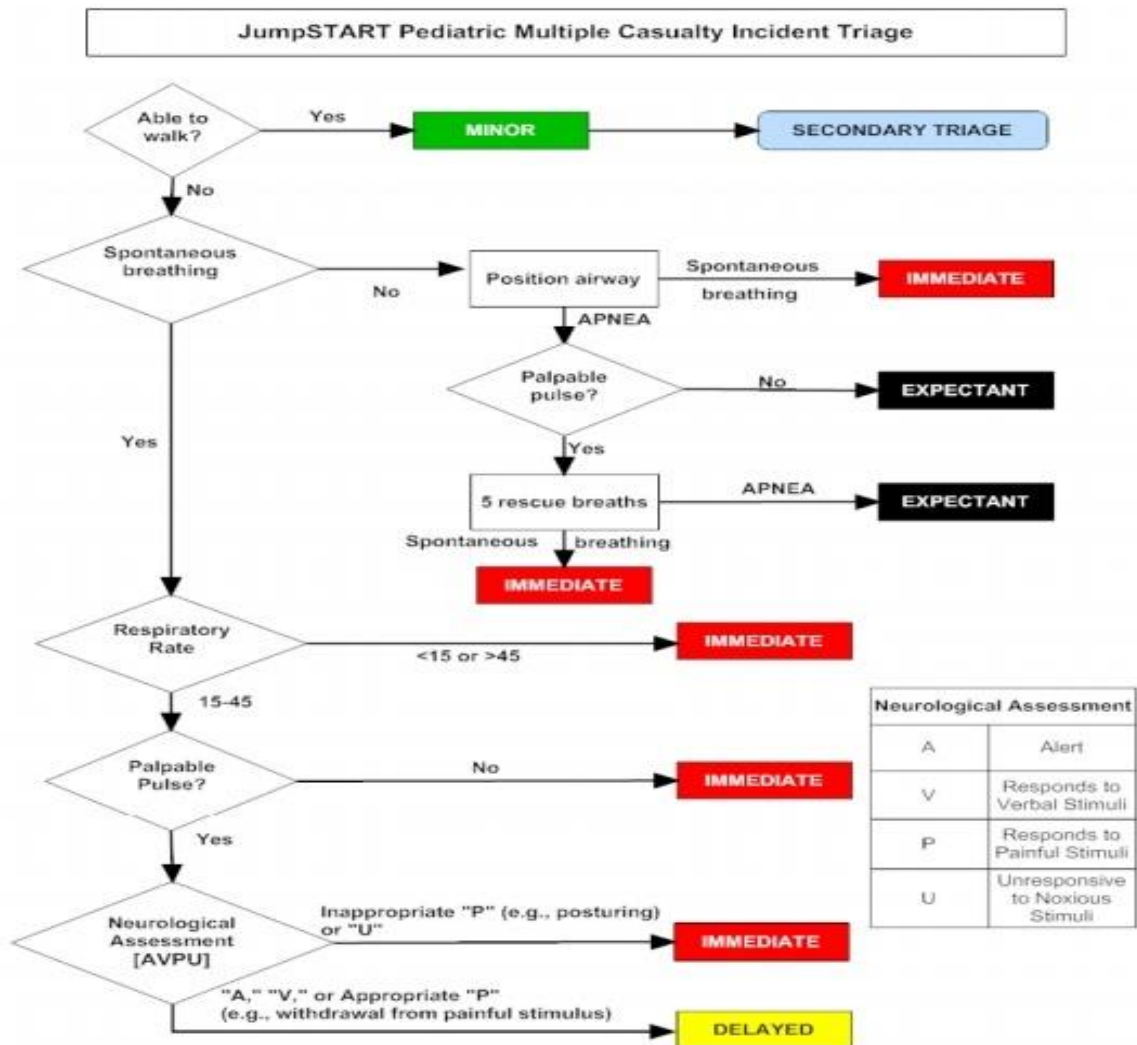 JumpSTART Pediatric Multiple Casualty Incident Triage
Able to
walk?
Yes
MINOR
SECONDARY TRIAGE
No
Spontaneous
breathing
No
Position airway
Spontaneous
breathing
IMMEDIATE
APNEA
Palpable
pulse?
No
EXPECTANT
Yes
Yes
5 rescue breaths
APNEA
EXPECTANT
Spontaneous
breathing
IMMEDIATE
Respiratory
Rate
<15 or >45
IMMEDIATE
15-45
Palpable
Pulse?
No
IMMEDIATE
Yes
Neurological
Assessment
[AVPU]
Inappropriate "P" (e.g., posturing)
or "U"
IMMEDIATE
"A," "V," or Appropriate "P"
(e.g., withdrawal from painful stimulus)
DELAYED
Neurological Assessment
A
Alert
V
Responds to
Verbal Stimuli
P
Responds to
Painful Stimuli
U
Unresponsive
to Noxious
Stimuli